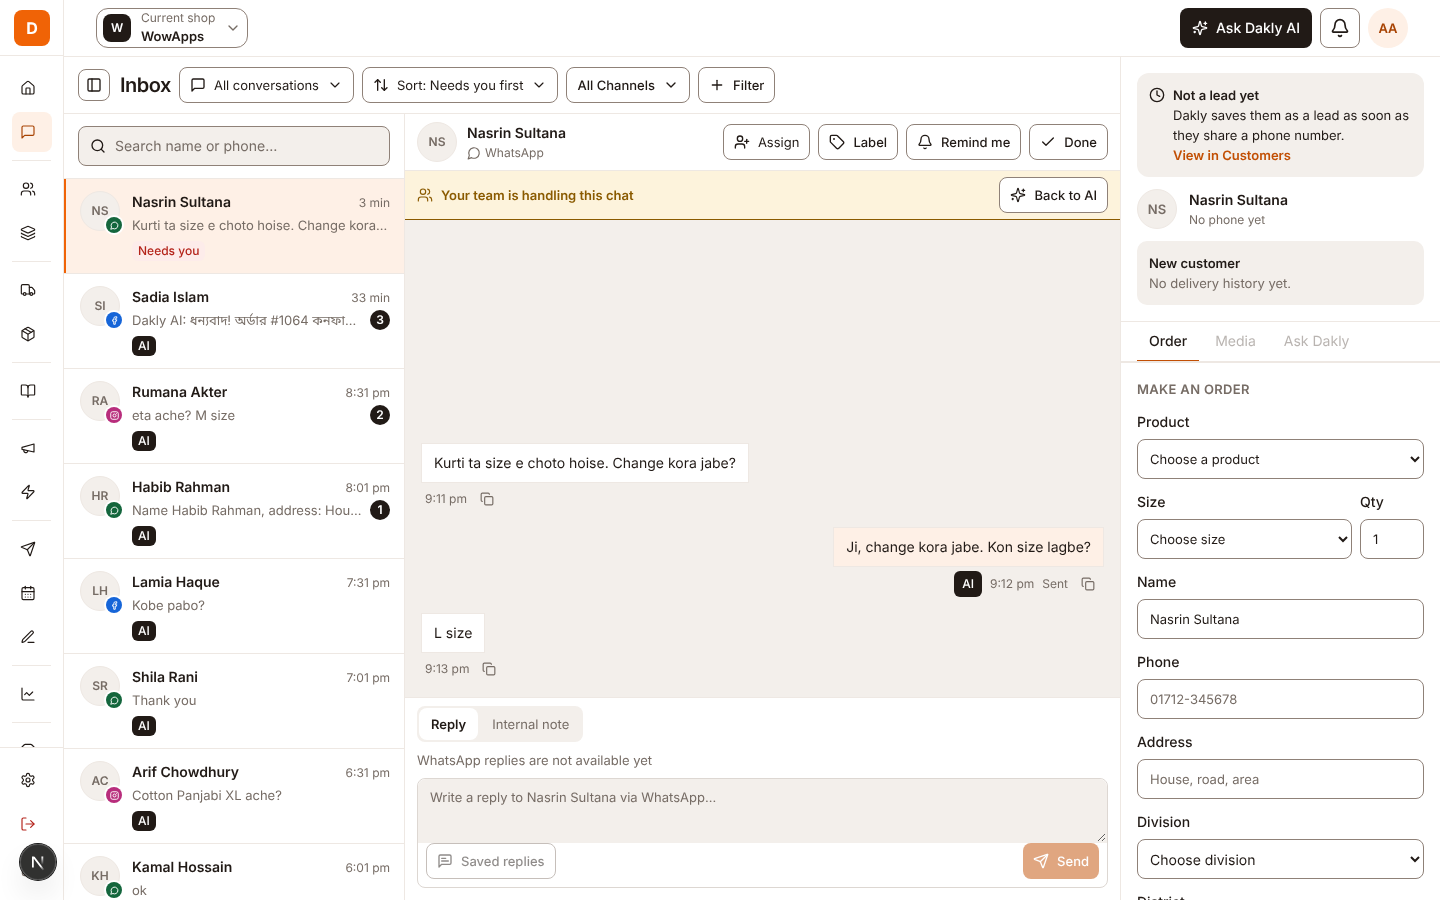 D
W
Current shop
WowApps
Ask Dakly AI
AA
Inbox
All conversations
Sort: Needs you first
All Channels
Filter
Search name or phone...
NS
Nasrin Sultana
3 min
Kurti ta size e choto hoise. Change kora...
Needs you
SI
Sadia Islam
33 min
Dakly AI: ধন্যবাদ! অর্ডার #1064 কনফা...
3
AI
RA
Rumana Akter
8:31 pm
eta ache? M size
2
AI
HR
Habib Rahman
8:01 pm
Name Habib Rahman, address: Hou...
1
AI
LH
Lamia Haque
7:31 pm
Kobe pabo?
AI
SR
Shila Rani
7:01 pm
Thank you
AI
AC
Arif Chowdhury
6:31 pm
Cotton Panjabi XL ache?
AI
KH
Kamal Hossain
6:01 pm
ok
N
NS
Nasrin Sultana
WhatsApp
Assign
Label
Remind me
Done
Your team is handling this chat
Back to AI
Kurti ta size e choto hoise. Change kora jabe?
9:11 pm
Ji, change kora jabe. Kon size lagbe?
AI 9:12 pm Sent
L size
9:13 pm
Reply
Internal note
WhatsApp replies are not available yet
Write a reply to Nasrin Sultana via WhatsApp...
Saved replies
Send
Not a lead yet
Dakly saves them as a lead as soon as
they share a phone number.
View in Customers
NS
Nasrin Sultana
No phone yet
New customer
No delivery history yet.
Order
Media
Ask Dakly
MAKE AN ORDER
Product
Choose a product
Size
Qty
Choose size
1
Name
Nasrin Sultana
Phone
01712-345678
Address
House, road, area
Division
Choose division
District